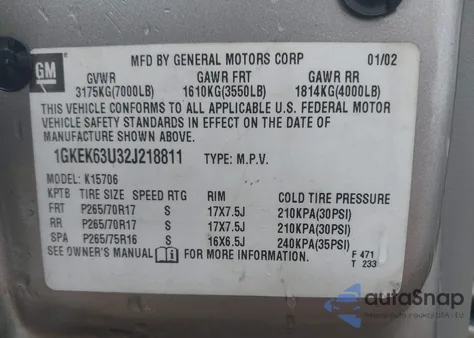 GM
MFD BY GENERAL MOTORS CORP 01/02
GVWR GAWR FRT GAWR RR
3175KG(7000LB) 1610KG(3550LB) 1814KG(4000LB)
THIS VEHICLE CONFORMS TO ALL APPLICABLE U.S. FEDERAL MOTOR
VEHICLE SAFETY STANDARDS IN EFFECT ON THE DATE OF
MANUFACTURE SHOWN ABOVE.
1GKEK63U32J218811 TYPE: M.P.V.
MODEL: K15706
KPTB TIRE SIZE SPEED RTG RIM COLD TIRE PRESSURE
FRT P265/70R17 S 17X7.5J 210KPA(30PSI)
RR P265/70R17 S 17X7.5J 210KPA(30PSI)
SPA P265/75R16 S 16X6.5J 240KPA(35PSI)
SEE OWNER'S MANUAL FOR MORE INFORMATION. F 471
T 233
autoSnap